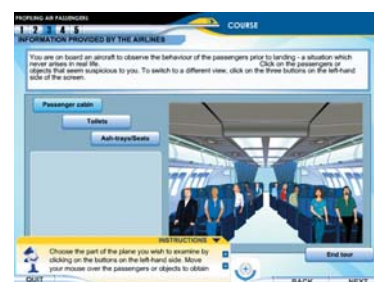 PROFILING AIR PASSENGERS
1 2 3 4 5
COURSE
INFORMATION PROVIDED BY THE AIRLINES
You are on board an aircraft to observe the behaviour of the passengers prior to landing - a situation which
never arises in real life. Click on the passengers or
objects that seem suspicious to you. To switch to a different view, click on the three buttons on the left-hand
side of the screen.
Passenger cabin
Toilets
Ash-trays/Seats
INSTRUCTIONS
Choose the part of the plane you wish to examine by
clicking on the buttons on the left-hand side. Move
your mouse over the passengers or objects to obtain
End tour
QUIT
BACK
NEXT